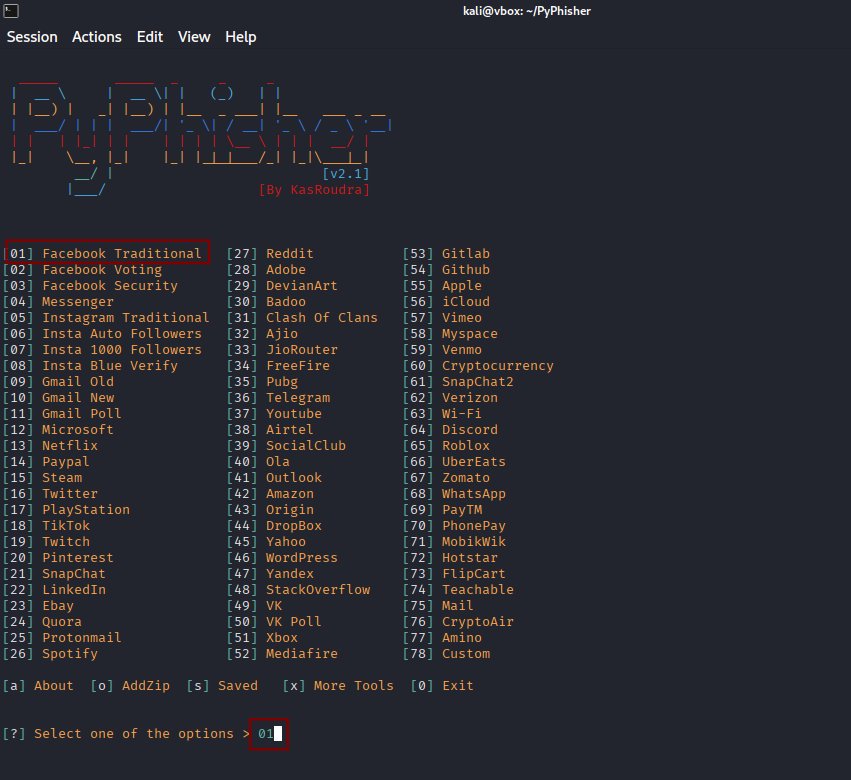 kali@vbox: ~/PyPhisher
Session Actions Edit View Help
PyPhisher
[v2.1]
[By KasRoudra]
[01] Facebook Traditional [27] Reddit [53] Gitlab
[02] Facebook Voting [28] Adobe [54] Github
[03] Facebook Security [29] DevianArt [55] Apple
[04] Messenger [30] Badoo [56] iCloud
[05] Instagram Traditional [31] Clash Of Clans [57] Vimeo
[06] Insta Auto Followers [32] Ajio [58] Myspace
[07] Insta 1000 Followers [33] JioRouter [59] Venmo
[08] Insta Blue Verify [34] FreeFire [60] Cryptocurrency
[09] Gmail Old [35] Pubg [61] SnapChat2
[10] Gmail New [36] Telegram [62] Verizon
[11] Gmail Poll [37] Youtube [63] Wi-Fi
[12] Microsoft [38] Airtel [64] Discord
[13] Netflix [39] SocialClub [65] Roblox
[14] Paypal [40] Ola [66] UberEats
[15] Steam [41] Outlook [67] Zomato
[16] Twitter [42] Amazon [68] WhatsApp
[17] PlayStation [43] Origin [69] PayTM
[18] TikTok [44] DropBox [70] PhonePay
[19] Twitch [45] Yahoo [71] MobikWik
[20] Pinterest [46] WordPress [72] Hotstar
[21] SnapChat [47] Yandex [73] FlipCart
[22] LinkedIn [48] StackOverflow [74] Teachable
[23] Ebay [49] VK [75] Mail
[24] Quora [50] VK Poll [76] CryptoAir
[25] Protonmail [51] Xbox [77] Amino
[26] Spotify [52] Mediafire [78] Custom
[a] About [o] AddZip [s] Saved [x] More Tools [0] Exit
[?] Select one of the options > 01